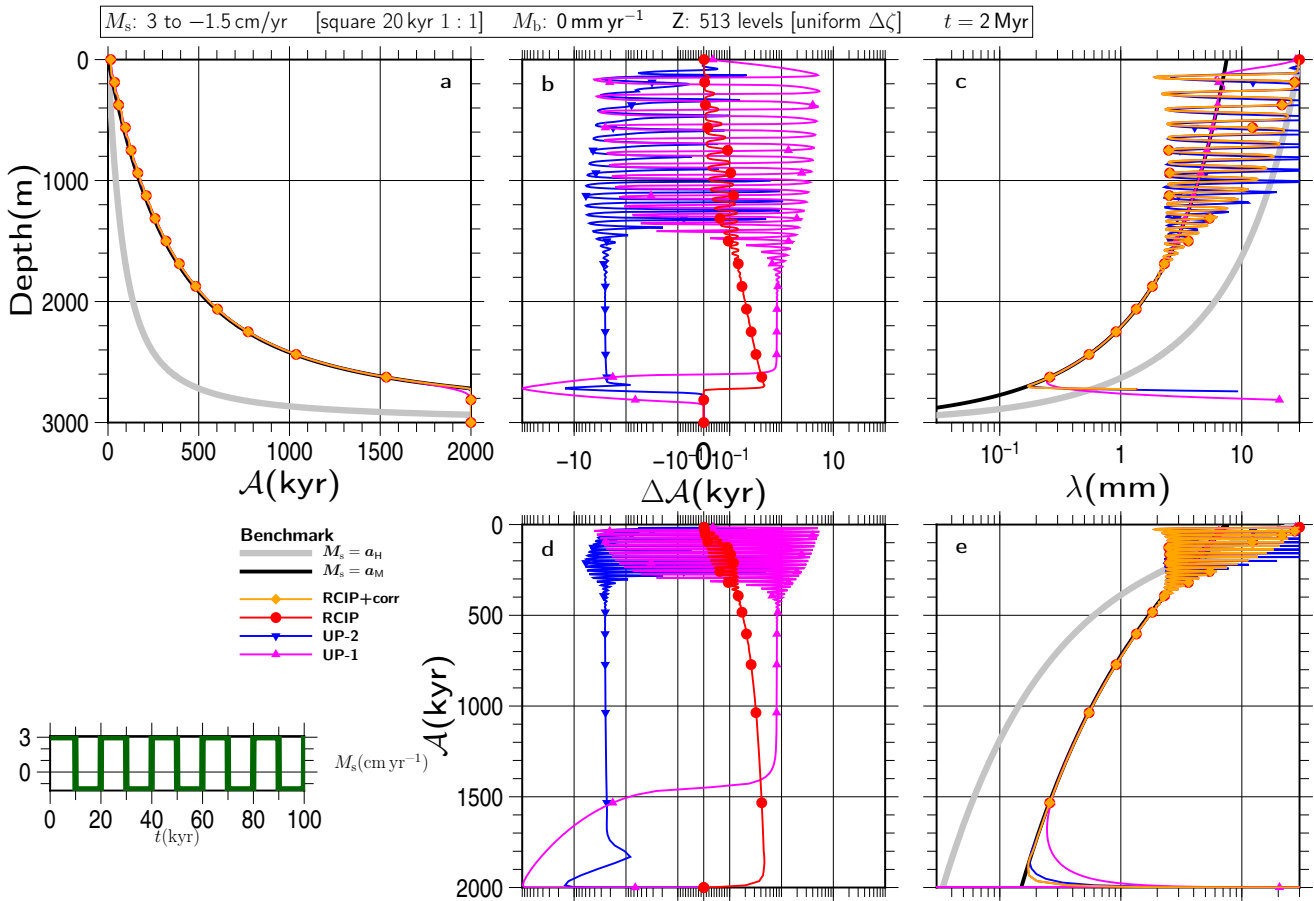 Mₛ: 3 to −1.5 cm/yr [square 20 kyr 1 : 1] M_b: 0 mm yr⁻¹ Z: 513 levels [uniform Δζ] t = 2 Myr
a b c
0
1000
2000
3000
Depth(m)
0 500 1000 1500 2000
𝒜(kyr)
−10 −10⁻¹ 0 10⁻¹ 10
Δ𝒜(kyr)
10⁻¹ 1 10
λ(mm)
Benchmark
Mₛ = a_H
Mₛ = a_M
RCIP+corr
RCIP
UP-2
UP-1
d e
0
500
1000
1500
2000
𝒜(kyr)
3
0
Mₛ(cm yr⁻¹)
0 20 40 60 80 100
t(kyr)